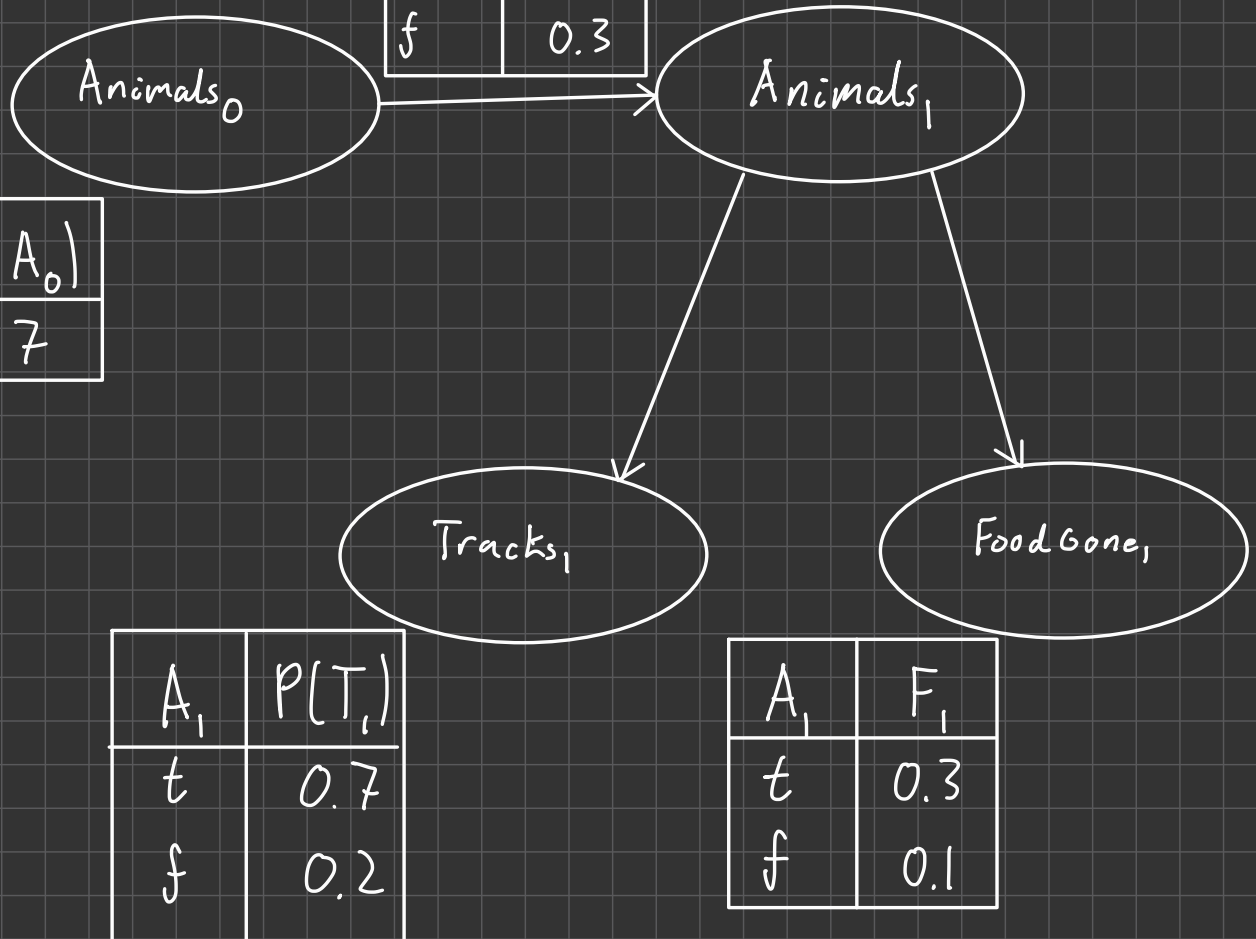 f 0.3
Animals₀
Animals₁
A₀)
7
Tracks₁
FoodGone₁
A₁ P(T₁)
t 0.7
f 0.2
A₁ F₁
t 0.3
f 0.1